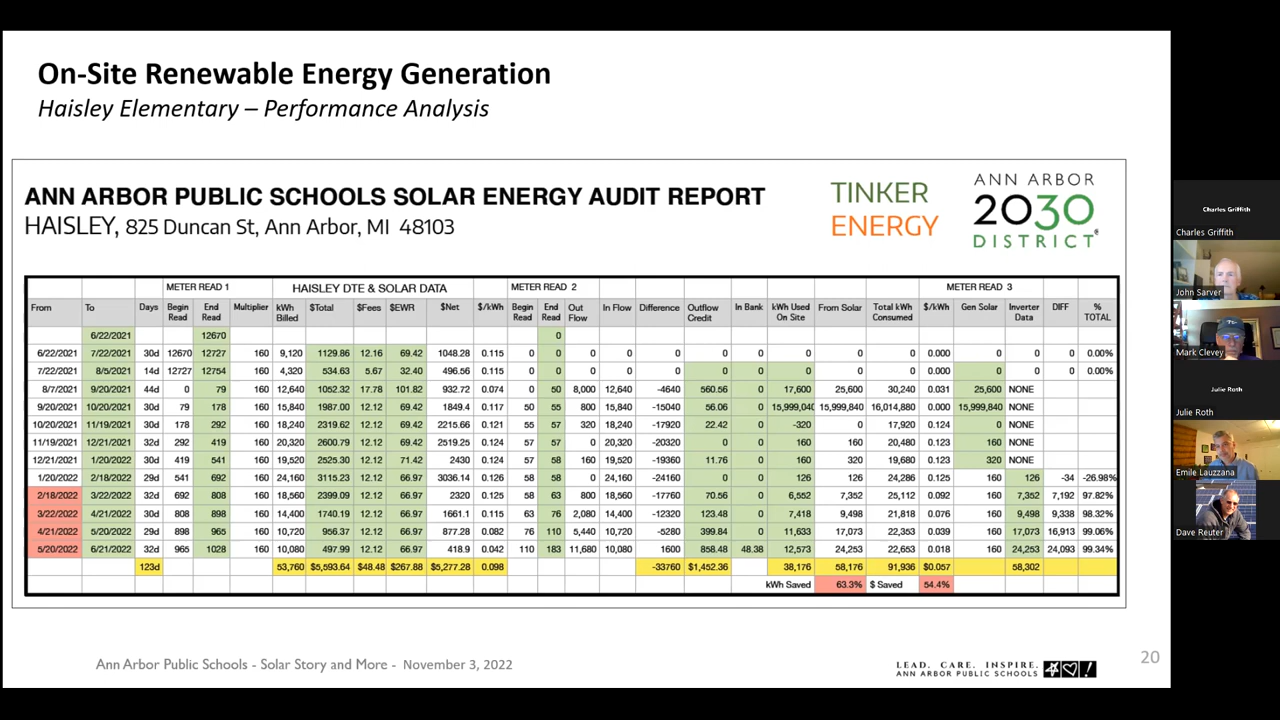 On-Site Renewable Energy Generation
Haisley Elementary – Performance Analysis
ANN ARBOR PUBLIC SCHOOLS SOLAR ENERGY AUDIT REPORT
HAISLEY, 825 Duncan St, Ann Arbor, MI 48103
TINKER
ENERGY
ANN ARBOR
2030
DISTRICT®
METER READ 1 HAISLEY DTE & SOLAR DATA METER READ 2 METER READ 3
From To Days Begin Read End Read Multiplier kWh Billed $Total $Fees $EWR $Net $/kWh Begin Read End Read Out Flow In Flow Difference Outflow Credit In Bank kWh Used On Site From Solar Total kWh Consumed $/kWh Gen Solar Inverter Data DIFF % TOTAL
6/22/2021 12670 0
6/22/2021 7/22/2021 30d 12670 12727 160 9,120 1129.86 12.16 69.42 1048.28 0.115 0 0 0 0 0 0 0 0 0 0 0.000 0 0 0 0.00%
7/22/2021 8/5/2021 14d 12727 12754 160 4,320 534.63 5.67 32.40 496.56 0.115 0 0 0 0 0 0 0 0 0 0 0.000 0 0 0 0.00%
8/7/2021 9/20/2021 44d 0 79 160 12,640 1052.32 17.78 101.82 932.72 0.074 0 50 8,000 12,640 -4640 560.56 0 17,600 25,600 30,240 0.031 25,600 NONE
9/20/2021 10/20/2021 30d 79 178 160 15,840 1987.00 12.12 69.42 1849.4 0.117 50 55 800 15,840 -15040 56.06 0 15,999,040 15,999,840 16,014,880 0.000 15,999,840 NONE
10/20/2021 11/19/2021 30d 178 292 160 18,240 2319.62 12.12 69.42 2215.66 0.121 55 57 320 18,240 -17920 22.42 0 -320 0 17,920 0.124 0 NONE
11/19/2021 12/21/2021 32d 292 419 160 20,320 2600.79 12.12 69.42 2519.25 0.124 57 57 0 20,320 -20320 0 0 160 160 20,480 0.123 160 NONE
12/21/2021 1/20/2022 30d 419 541 160 19,520 2525.30 12.12 71.42 2430 0.124 57 58 160 19,520 -19360 11.76 0 160 320 19,680 0.123 320 NONE
1/20/2022 2/18/2022 29d 541 692 160 24,160 3115.23 12.12 66.97 3036.14 0.126 58 58 0 24,160 -24160 0 0 126 126 24,286 0.125 160 126 -34 -26.98%
2/18/2022 3/22/2022 32d 692 808 160 18,560 2399.09 12.12 66.97 2320 0.125 58 63 800 18,560 -17760 70.56 0 6,552 7,352 25,112 0.092 160 7,352 7,192 97.82%
3/22/2022 4/21/2022 30d 808 898 160 14,400 1740.19 12.12 66.97 1661.1 0.115 63 76 2,080 14,400 -12320 123.48 0 7,418 9,498 21,818 0.076 160 9,498 9,338 98.32%
4/21/2022 5/20/2022 29d 898 965 160 10,720 956.37 12.12 66.97 877.28 0.082 76 110 5,440 10,720 -5280 399.84 0 11,633 17,073 22,353 0.039 160 17,073 16,913 99.06%
5/20/2022 6/21/2022 32d 965 1028 160 10,080 497.99 12.12 66.97 418.9 0.042 110 183 11,680 10,080 1600 858.48 48.38 12,573 24,253 22,653 0.018 160 24,253 24,093 99.34%
123d 53,760 $5,593.64 $48.48 $267.88 $5,277.28 0.098 -33760 $1,452.36 38,176 58,176 91,936 $0.057 58,302
kWh Saved 63.3% $ Saved 54.4%
Ann Arbor Public Schools - Solar Story and More - November 3, 2022
LEAD. CARE. INSPIRE.
ANN ARBOR PUBLIC SCHOOLS
20
Charles Griffith
Charles Griffith
John Sarver
Mark Clevey
Julie Roth
Julie Roth
Emile Lauzzana
Dave Reuter